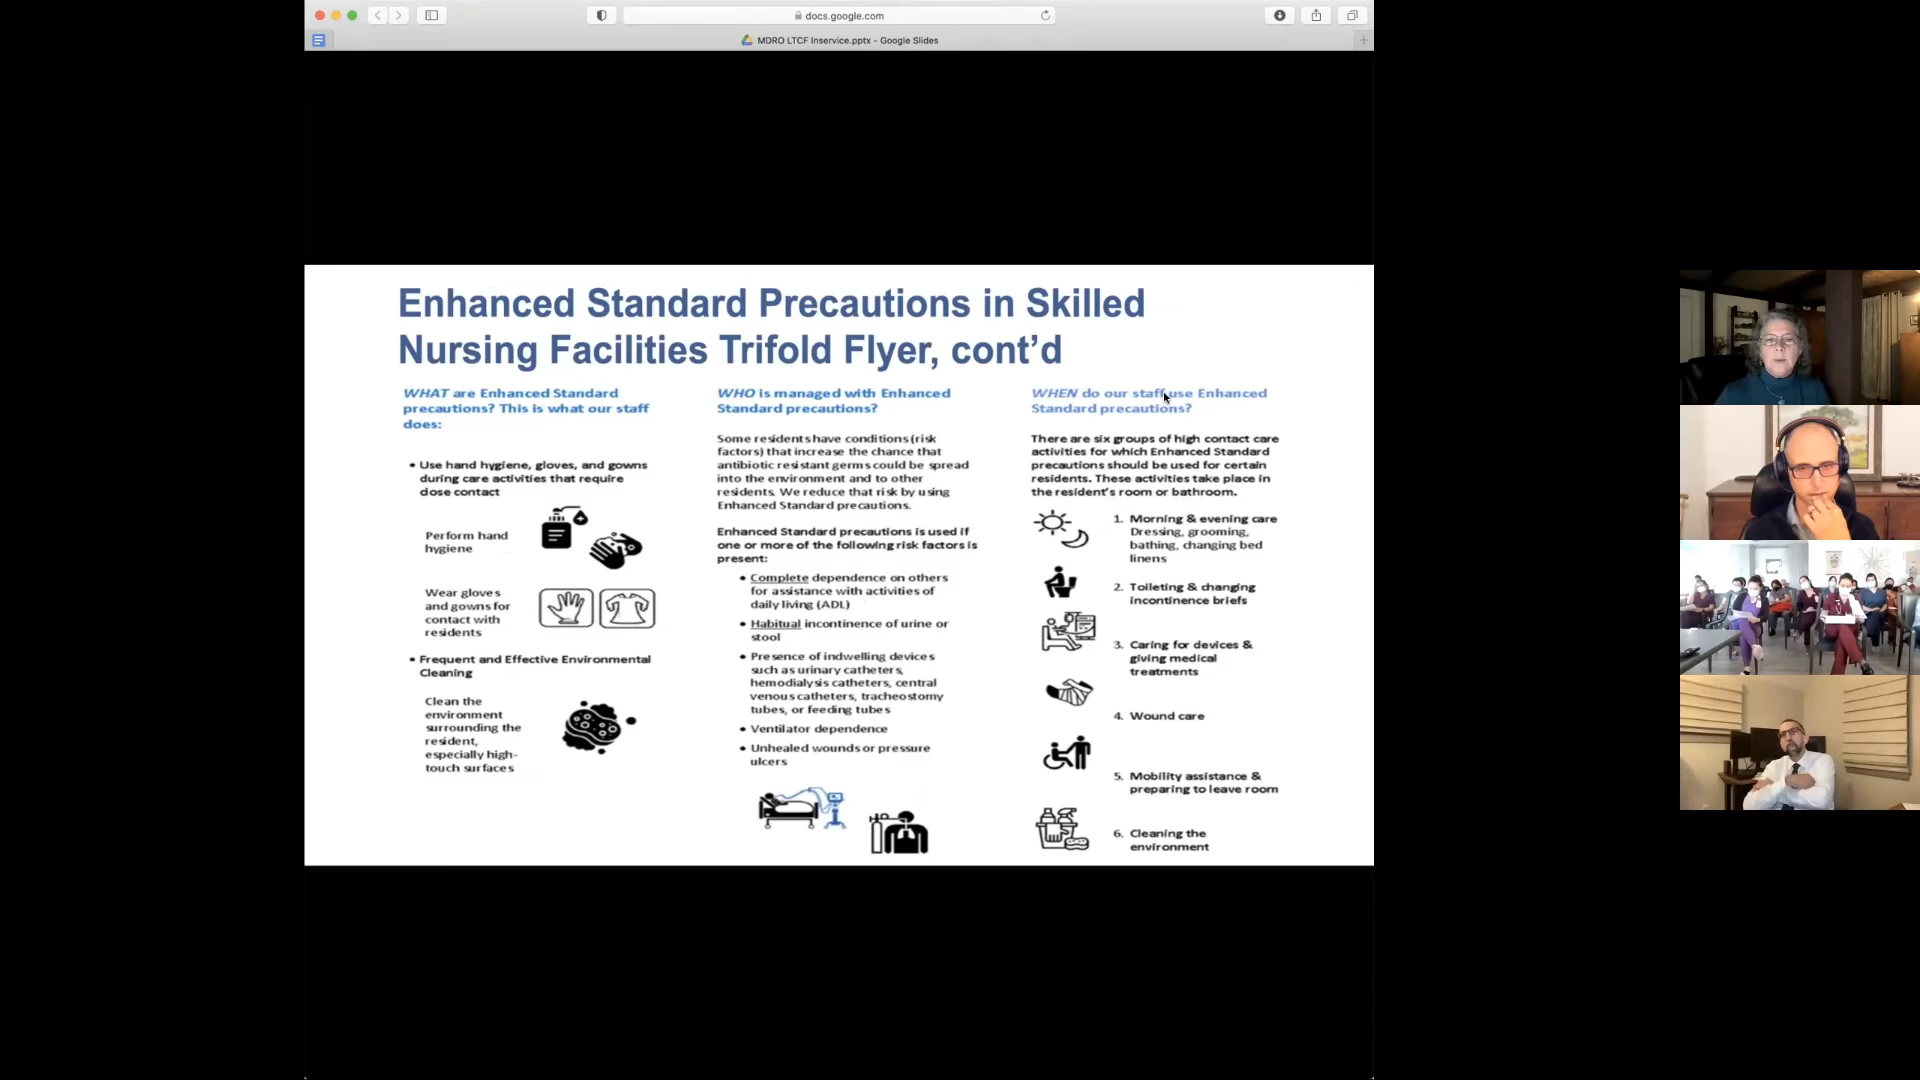 docs.google.com
MDRO LTCF Inservice.pptx - Google Slides
Enhanced Standard Precautions in Skilled
Nursing Facilities Trifold Flyer, cont’d
WHAT are Enhanced Standard
precautions? This is what our staff
does:
• Use hand hygiene, gloves, and gowns
during care activities that require
close contact
Perform hand
hygiene
Wear gloves
and gowns for
contact with
residents
• Frequent and Effective Environmental
Cleaning
Clean the
environment
surrounding the
resident,
especially high-
touch surfaces
WHO is managed with Enhanced
Standard precautions?
Some residents have conditions (risk
factors) that increase the chance that
antibiotic resistant germs could be spread
into the environment and to other
residents. We reduce that risk by using
Enhanced Standard precautions.
Enhanced Standard precautions is used if
one or more of the following risk factors is
present:
• Complete dependence on others
for assistance with activities of
daily living (ADL)
• Habitual incontinence of urine or
stool
• Presence of indwelling devices
such as urinary catheters,
hemodialysis catheters, central
venous catheters, tracheostomy
tubes, or feeding tubes
• Ventilator dependence
• Unhealed wounds or pressure
ulcers
WHEN do our staff use Enhanced
Standard precautions?
There are six groups of high contact care
activities for which Enhanced Standard
precautions should be used for certain
residents. These activities take place in
the resident’s room or bathroom.
1. Morning & evening care
Dressing, grooming,
bathing, changing bed
linens
2. Toileting & changing
incontinence briefs
3. Caring for devices &
giving medical
treatments
4. Wound care
5. Mobility assistance &
preparing to leave room
6. Cleaning the
environment